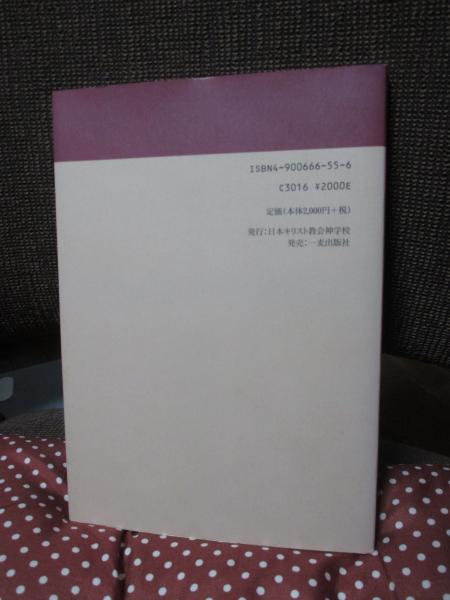 ISBN4-900666-55-6
C3016 ¥2000E
定価(本体2,000円+税)
発行:日本キリスト教会神学校
発売:一麦出版社